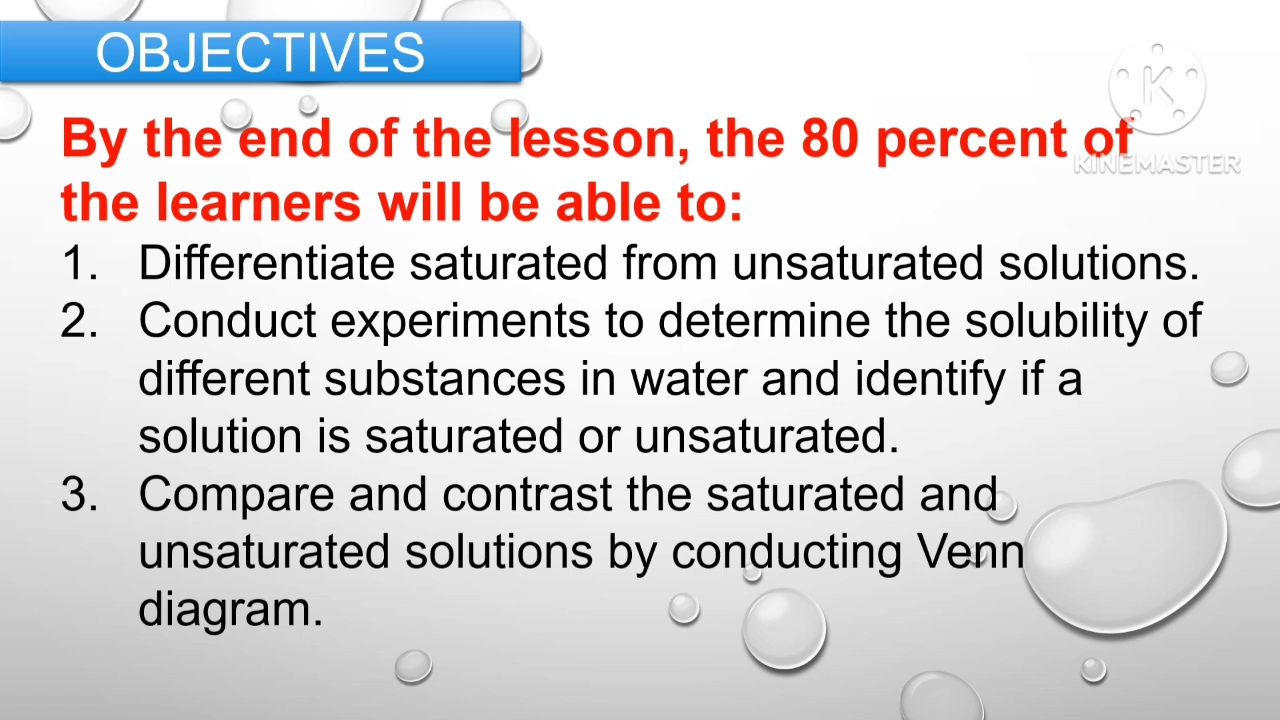 OBJECTIVES
K
KINEMASTER
By the end of the lesson, the 80 percent of
the learners will be able to:
1. Differentiate saturated from unsaturated solutions.
2. Conduct experiments to determine the solubility of
different substances in water and identify if a
solution is saturated or unsaturated.
3. Compare and contrast the saturated and
unsaturated solutions by conducting Venn
diagram.